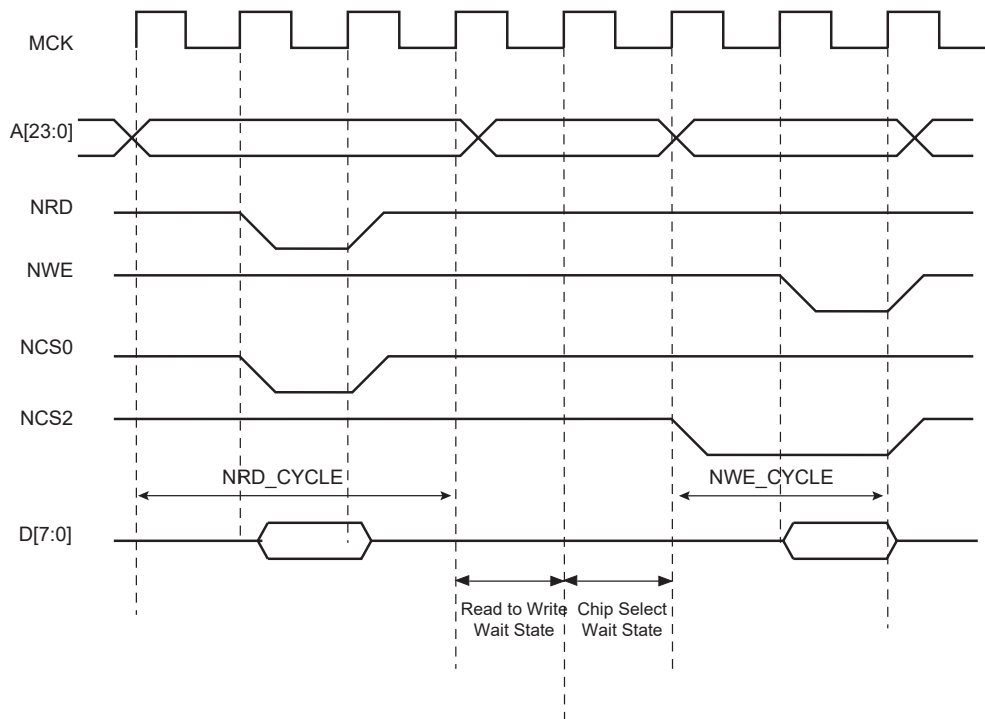 MCK
A[23:0]
NRD
NWE
NCS0
NCS2
NRD_CYCLE
NWE_CYCLE
D[7:0]
Read to Write
Wait State
Chip Select
Wait State